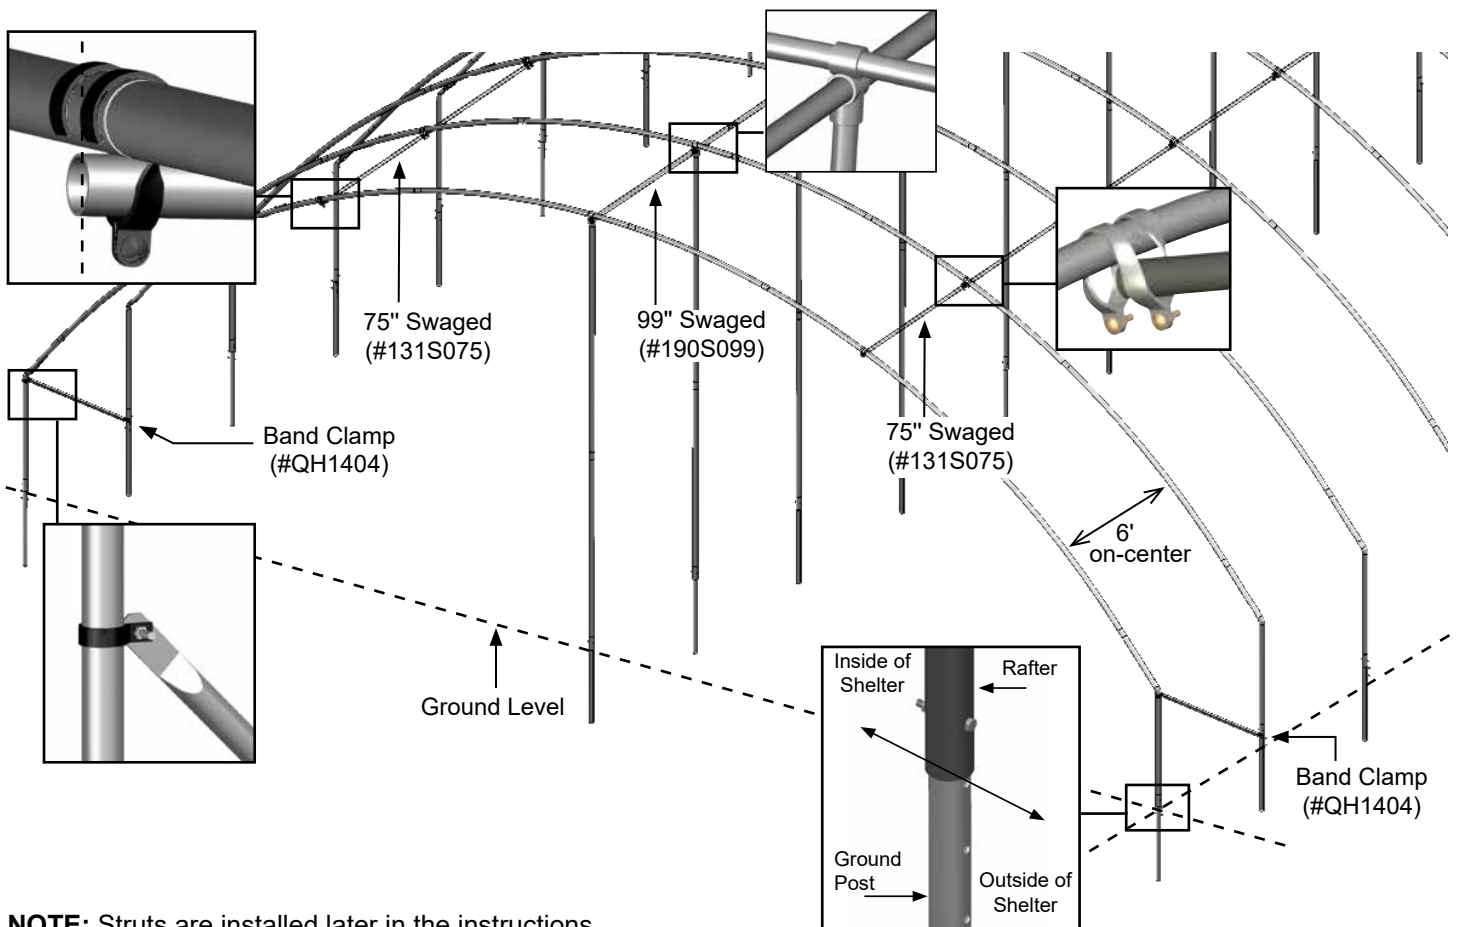 75" Swaged
(#131S075)
99" Swaged
(#190S099)
75" Swaged
(#131S075)
Band Clamp
(#QH1404)
6'
on-center
Ground Level
Inside of
Shelter
Rafter
Ground
Post
Outside of
Shelter
Band Clamp
(#QH1404)
NOTE: Struts are installed later in the instructions